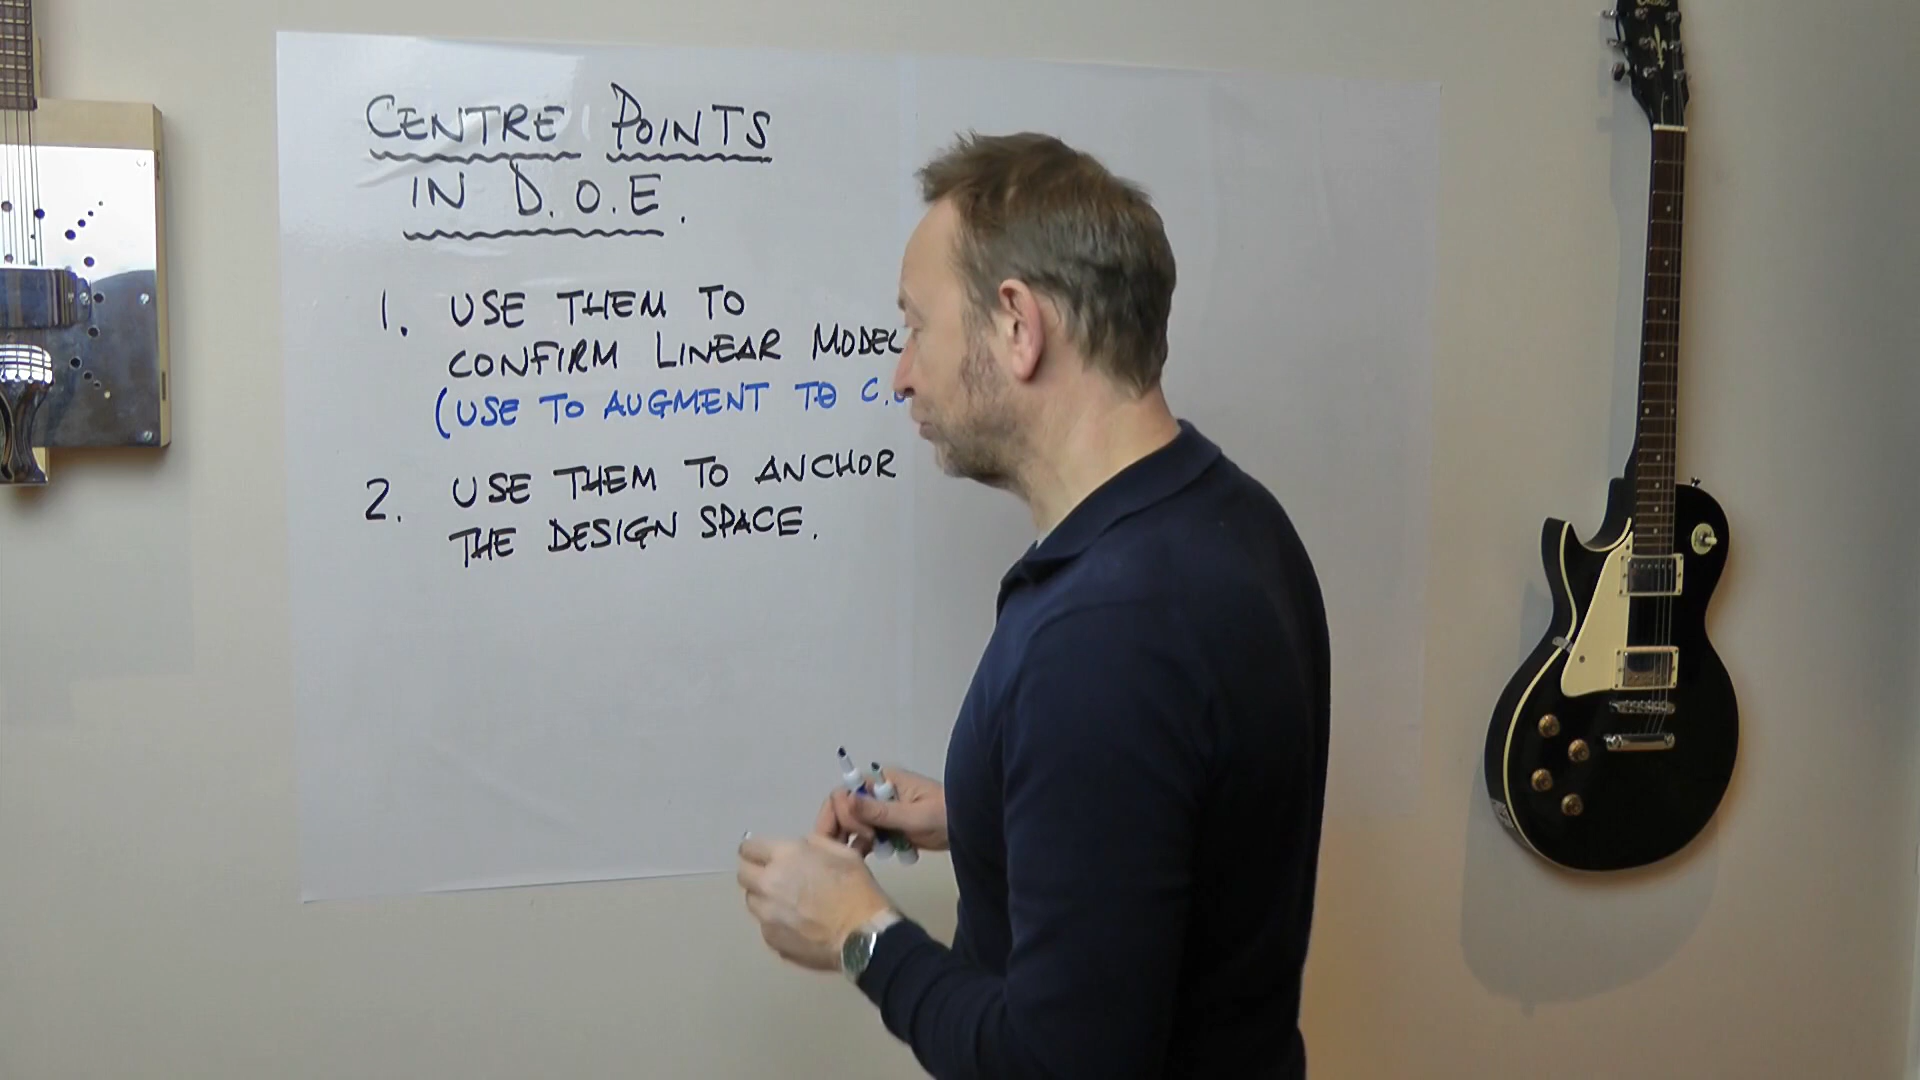 CENTRE POINTS
IN D.O.E.
1. USE THEM TO
CONFIRM LINEAR MODEL
(USE TO AUGMENT TO
2. USE THEM TO ANCHOR
THE DESIGN SPACE.